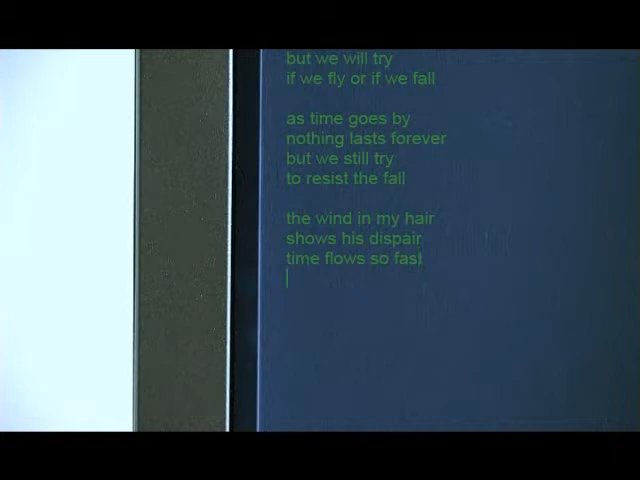 but we will try
if we fly or if we fall
as time goes by
nothing lasts forever
but we still try
to resist the fall
the wind in my hair
shows his dispair
time flows so fast